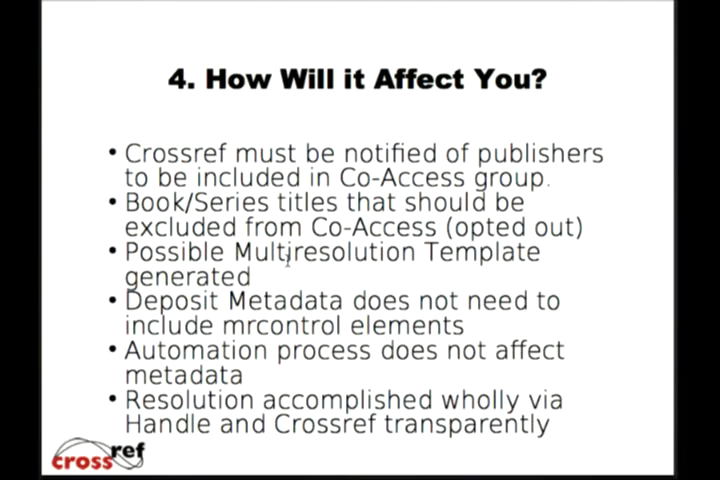 4. How Will it Affect You?
• Crossref must be notified of publishers
to be included in Co-Access group.
• Book/Series titles that should be
excluded from Co-Access (opted out)
• Possible Multiresolution Template
generated
• Deposit Metadata does not need to
include mrcontrol elements
• Automation process does not affect
metadata
• Resolution accomplished wholly via
Handle and Crossref transparently
crossref